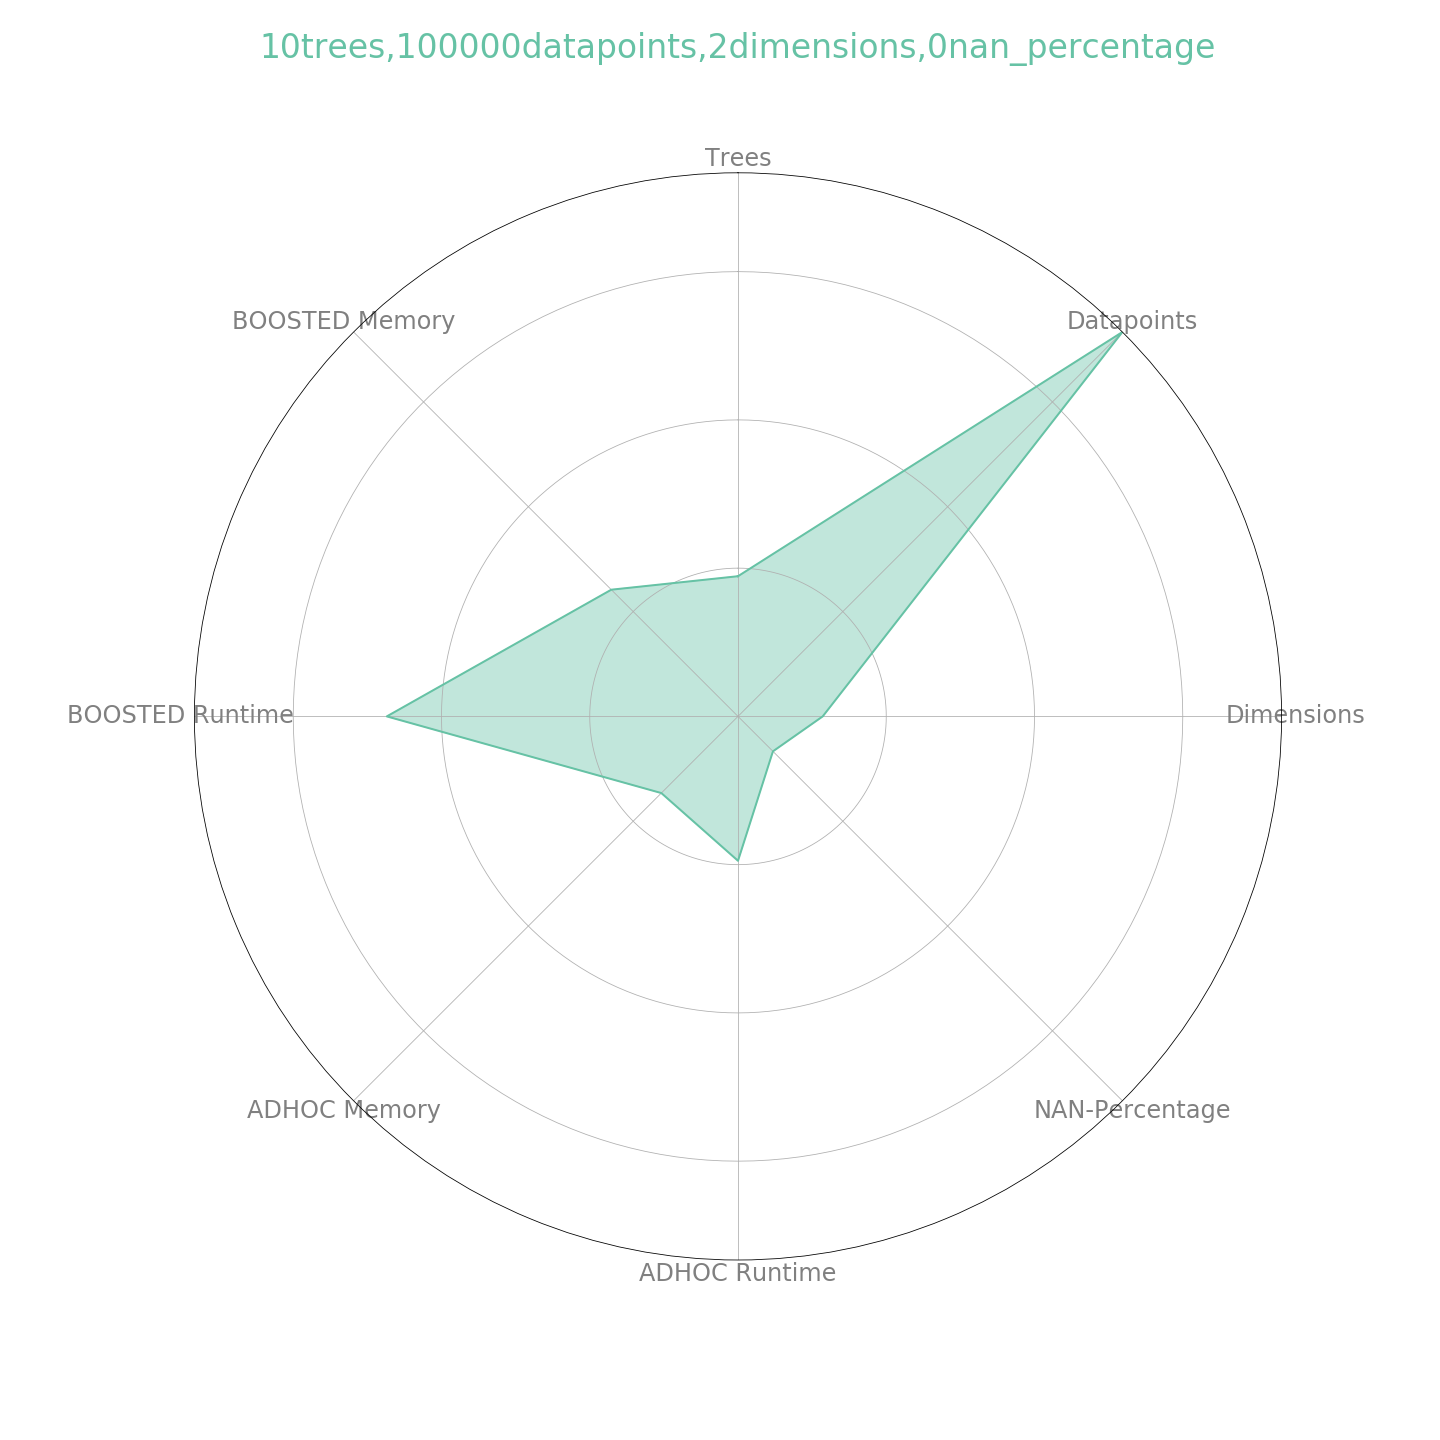 10trees,100000datapoints,2dimensions,0nan_percentage
Trees
BOOSTED Memory
Datapoints
BOOSTED Runtime
Dimensions
ADHOC Memory
NAN-Percentage
ADHOC Runtime